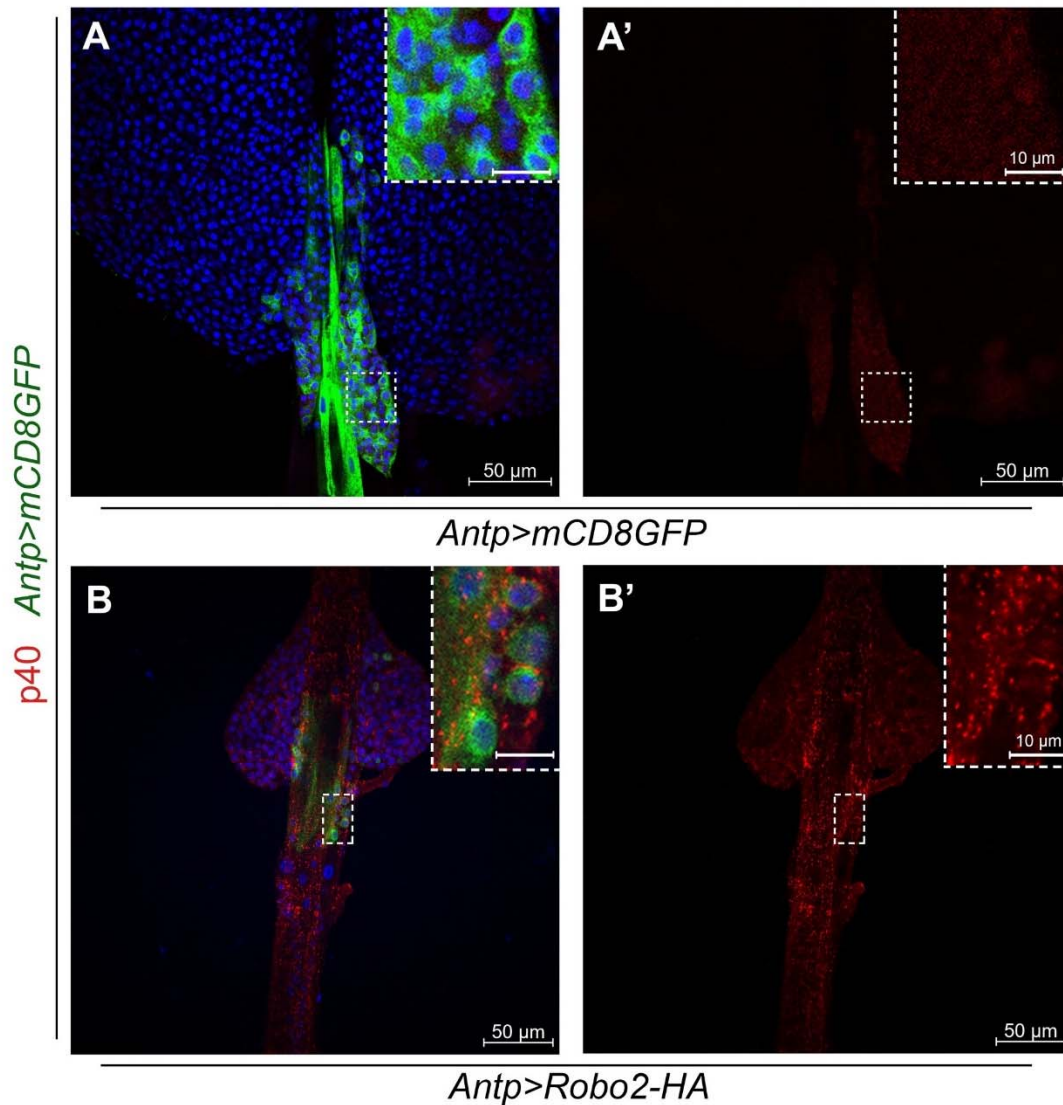 p40 Antp>mCD8GFP
A
A'
10 µm
50 µm
50 µm
Antp>mCD8GFP
B
B'
10 µm
50 µm
50 µm
Antp>Robo2-HA